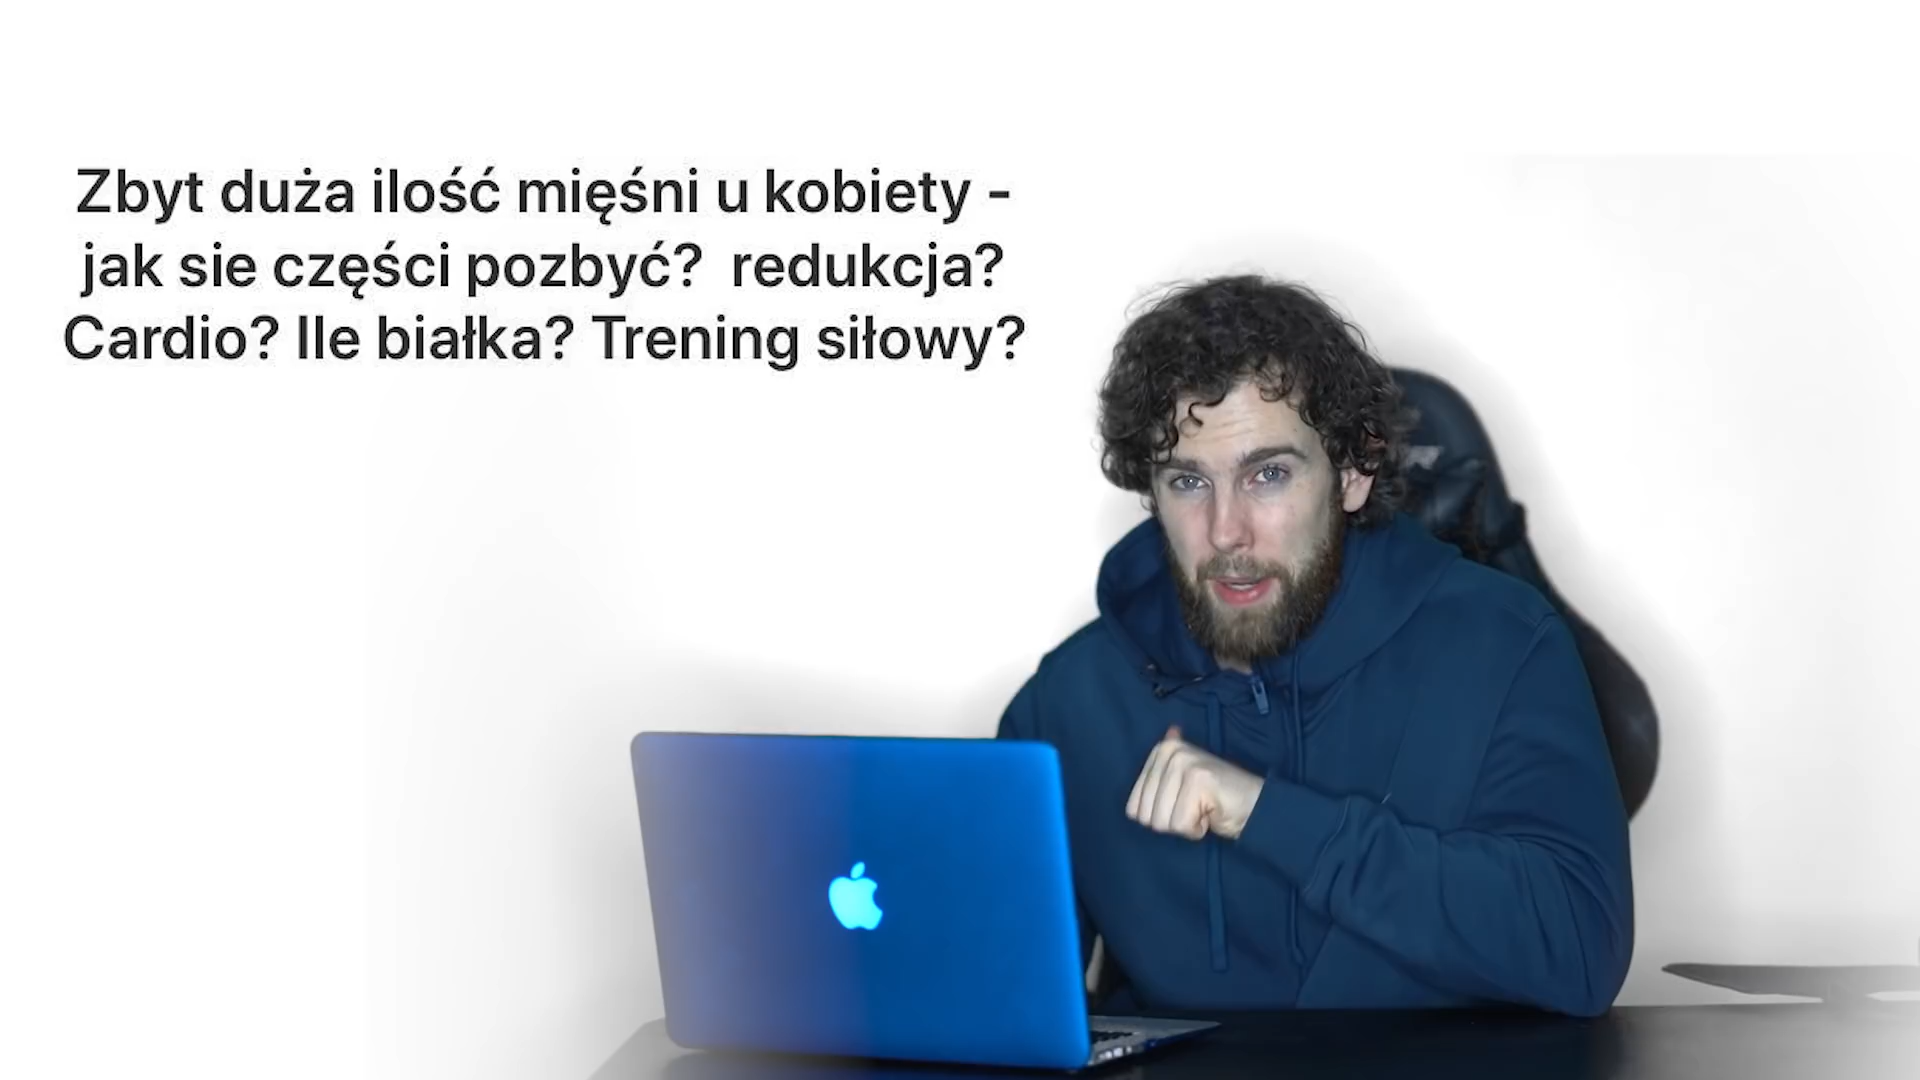 Zbyt duża ilość mięśni u kobiety -
jak sie części pozbyć? redukcja?
Cardio? Ile białka? Trening siłowy?